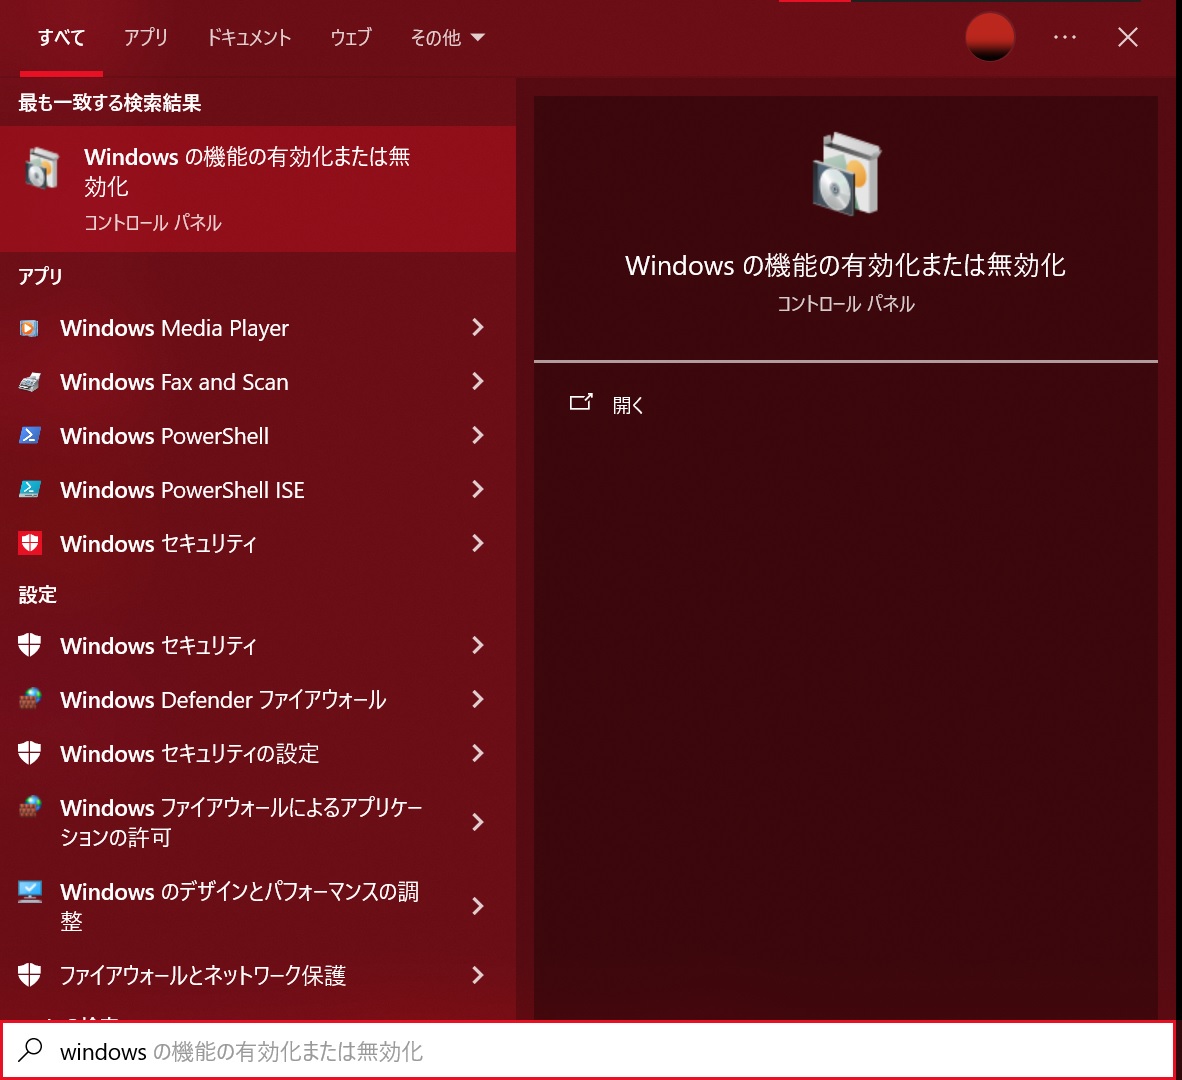 すべて アプリ ドキュメント ウェブ その他
最も一致する検索結果
Windows の機能の有効化または無
効化
コントロール パネル
アプリ
Windows Media Player
Windows Fax and Scan
Windows PowerShell
Windows PowerShell ISE
Windows セキュリティ
設定
Windows セキュリティ
Windows Defender ファイアウォール
Windows セキュリティの設定
Windows ファイアウォールによるアプリケー
ションの許可
Windows のデザインとパフォーマンスの調
整
ファイアウォールとネットワーク保護
Windows の機能の有効化または無効化
コントロール パネル
開く
windows の機能の有効化または無効化